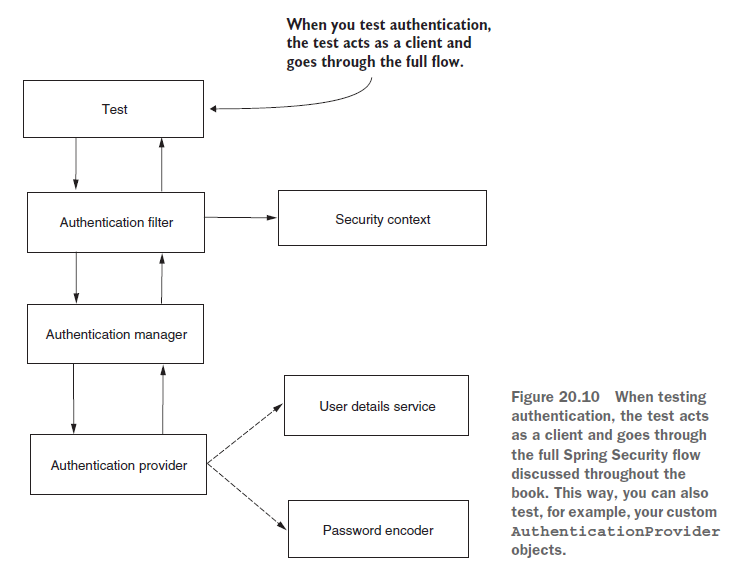 When you test authentication,
the test acts as a client and
goes through the full flow.
Test
Authentication filter
Security context
Authentication manager
User details service
Authentication provider
Password encoder
Figure 20.10 When testing
authentication, the test acts
as a client and goes through
the full Spring Security flow
discussed throughout the
book. This way, you can also
test, for example, your custom
AuthenticationProvider
objects.